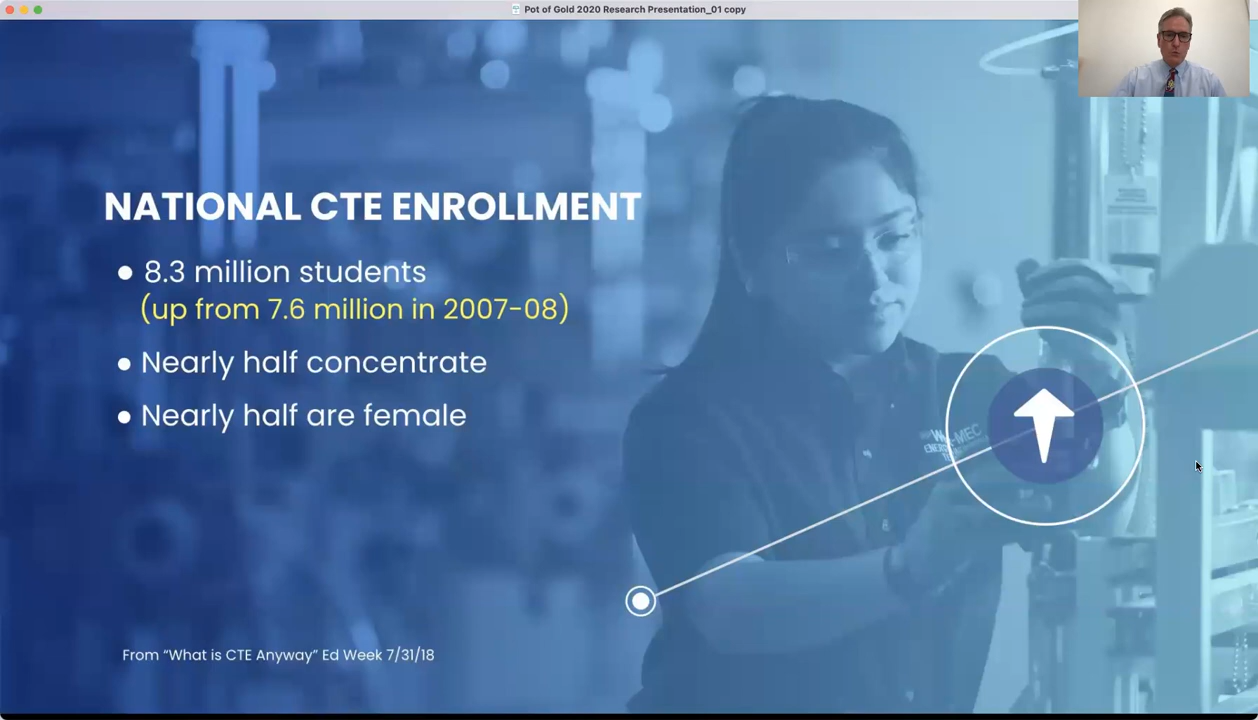 Pot of Gold 2020 Research Presentation_01 copy
NATIONAL CTE ENROLLMENT
● 8.3 million students
(up from 7.6 million in 2007-08)
● Nearly half concentrate
● Nearly half are female
From “What is CTE Anyway” Ed Week 7/31/18